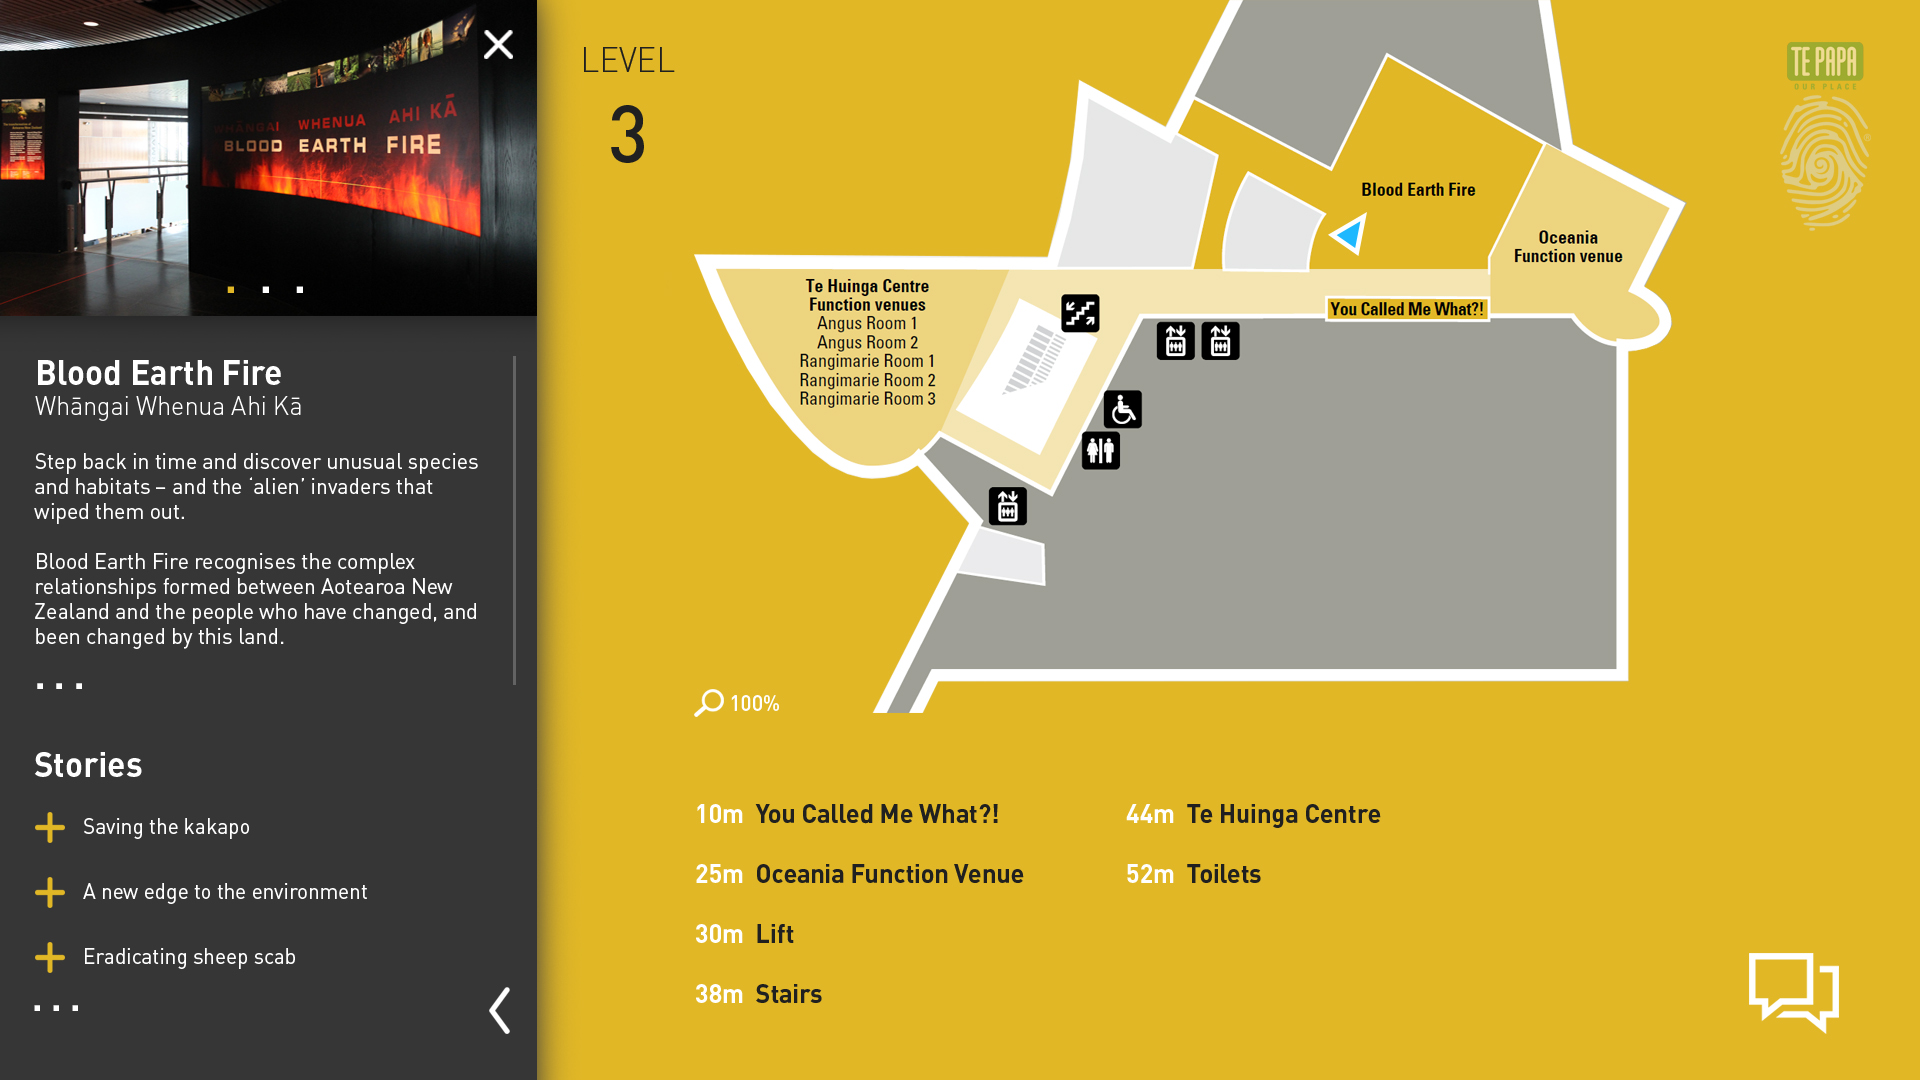 WHĀNGAI WHENUA AHI KĀ
BLOOD EARTH FIRE
Blood Earth Fire
Whāngai Whenua Ahi Kā
Step back in time and discover unusual species
and habitats – and the ‘alien’ invaders that
wiped them out.
Blood Earth Fire recognises the complex
relationships formed between Aotearoa New
Zealand and the people who have changed, and
been changed by this land.
...
Stories
Saving the kakapo
A new edge to the environment
Eradicating sheep scab
...
LEVEL
3
TE PAPA
OUR PLACE
Blood Earth Fire
Oceania
Function venue
Te Huinga Centre
Function venues
Angus Room 1
Angus Room 2
Rangimarie Room 1
Rangimarie Room 2
Rangimarie Room 3
You Called Me What?!
100%
10m You Called Me What?!
25m Oceania Function Venue
30m Lift
38m Stairs
44m Te Huinga Centre
52m Toilets